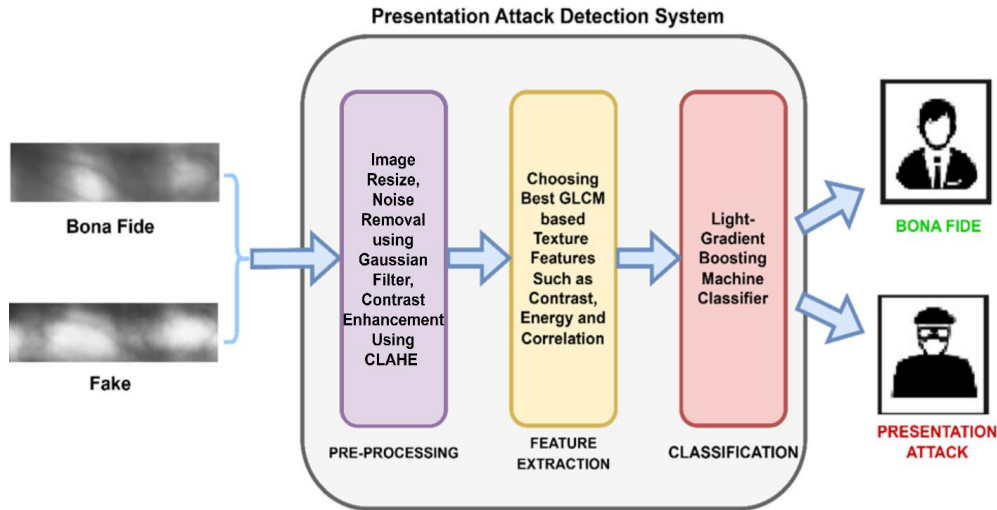 Presentation Attack Detection System
Bona Fide
Fake
Image
Resize,
Noise
Removal
using
Gaussian
Filter,
Contrast
Enhancement
Using
CLAHE
PRE-PROCESSING
Choosing
Best GLCM
based
Texture
Features
Such as
Contrast,
Energy and
Correlation
FEATURE
EXTRACTION
Light-
Gradient
Boosting
Machine
Classifier
CLASSIFICATION
BONA FIDE
PRESENTATION
ATTACK